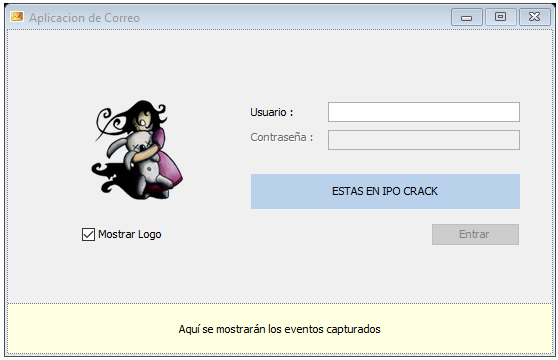 Aplicacion de Correo
Usuario :
Contraseña :
ESTAS EN IPO CRACK
Mostrar Logo
Entrar
Aquí se mostrarán los eventos capturados